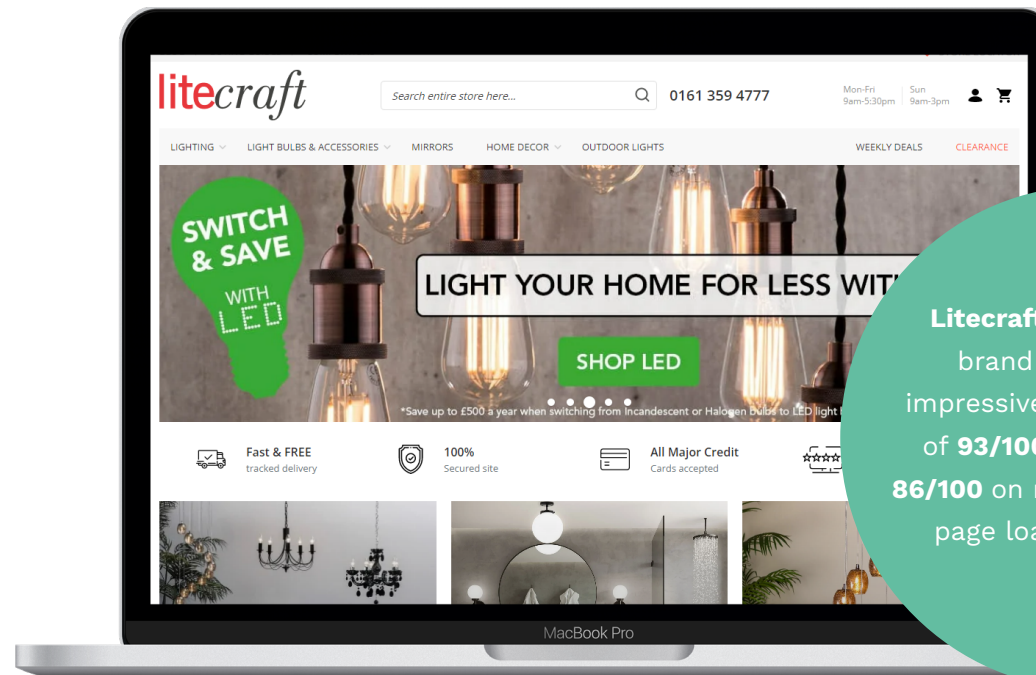 litecraft
Search entire store here...
0161 359 4777
Mon-Fri
9am-5:30pm
Sun
9am-3pm
LIGHTING
LIGHT BULBS & ACCESSORIES
MIRRORS
HOME DECOR
OUTDOOR LIGHTS
WEEKLY DEALS
CLEARANCE
SWITCH
& SAVE
WITH
LED
LIGHT YOUR HOME FOR LESS
SHOP LED
*Save up to £500 a year when switching from Incandescent or Halogen bulbs to LED light
Fast & FREE
tracked delivery
100%
Secured site
All Major Credit
Cards accepted
Litecraft
brand
impressive
of 93/100
86/100 on
page
MacBook Pro